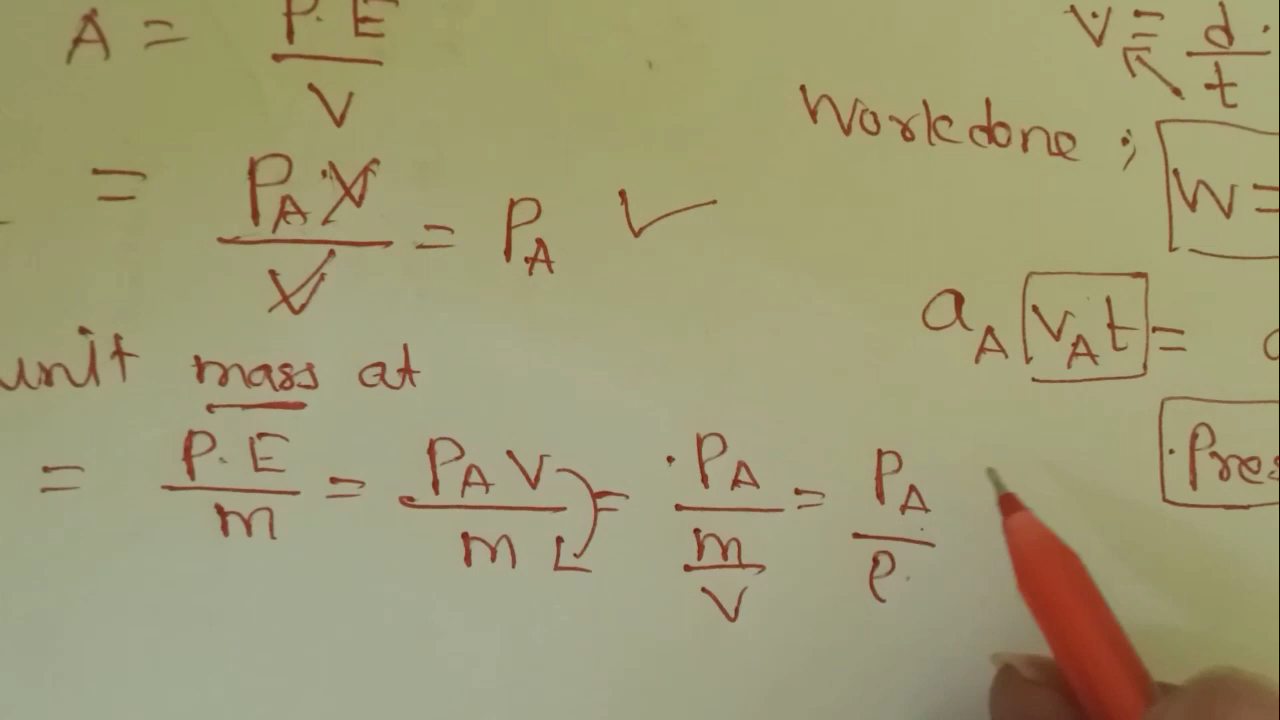 A = P.E / V
= P_A . V / V = P_A ✓
unit mass at
= P.E / m = P_A V / m = P_A / (m / V) = P_A / ρ
V = d / t
Workdone ;
W =
a_A V_A t =
Pres